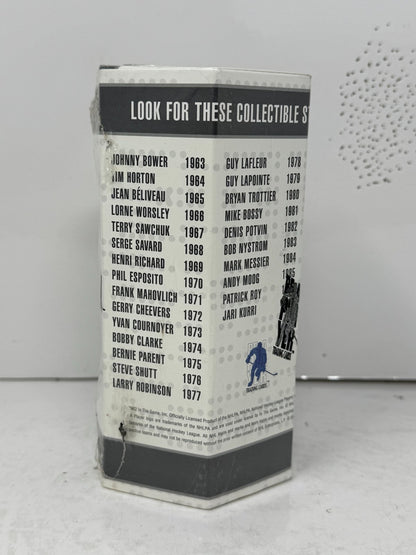 LOOK FOR THESE COLLECTIBLE
JOHNNY BOWER 1963
TIM HORTON 1964
JEAN BÉLIVEAU 1965
LORNE WORSLEY 1966
TERRY SAWCHUK 1967
SERGE SAVARD 1968
HENRI RICHARD 1969
PHIL ESPOSITO 1970
FRANK MAHOVLICH 1971
GERRY CHEEVERS 1972
YVAN COURNOYER 1973
BOBBY CLARKE 1974
BERNIE PARENT 1975
STEVE SHUTT 1976
LARRY ROBINSON 1977
GUY LAFLEUR 1978
GUY LAPOINTE 1979
BRYAN TROTTIER 1980
MIKE BOSSY 1981
DENIS POTVIN 1982
BOB NYSTROM 1983
MARK MESSIER 1984
ANDY MOOG 1985
PATRICK ROY
JARI KURRI